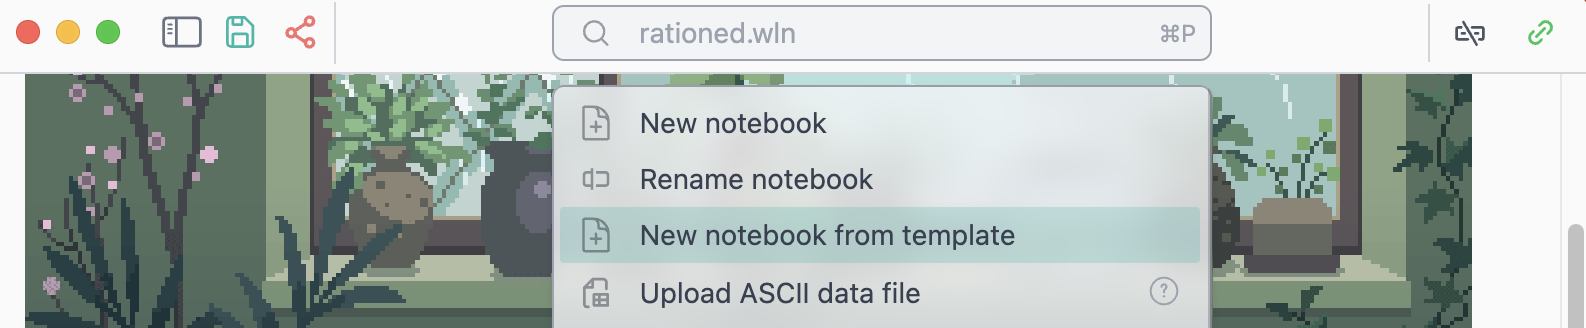 rationed.wln ⌘P
New notebook
Rename notebook
New notebook from template
Upload ASCII data file ?